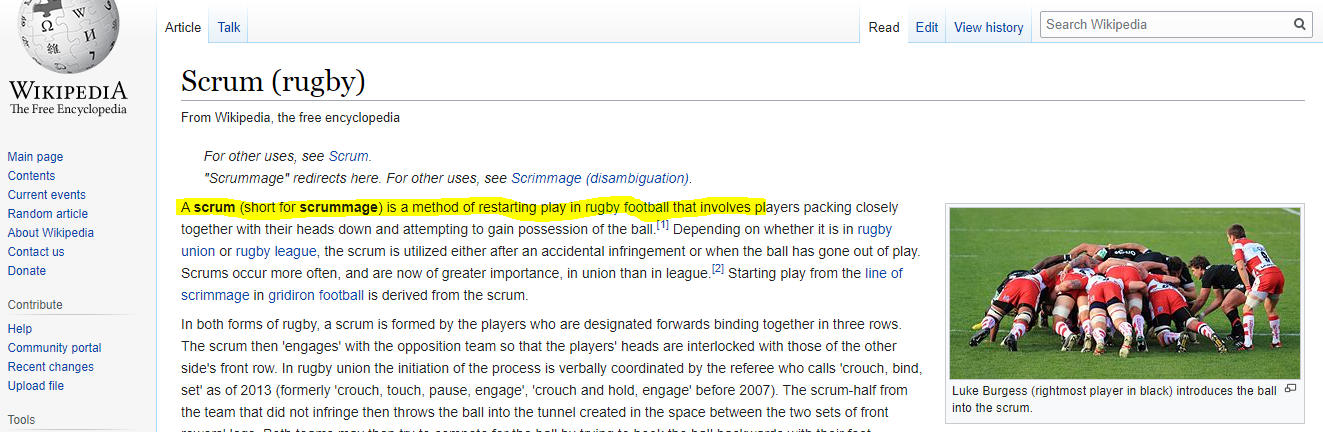 Article Talk Read Edit View history Search Wikipedia
WIKIPEDIA
The Free Encyclopedia
Main page
Contents
Current events
Random article
About Wikipedia
Contact us
Donate
Contribute
Help
Community portal
Recent changes
Upload file
Tools
Scrum (rugby)
From Wikipedia, the free encyclopedia
For other uses, see Scrum.
"Scrummage" redirects here. For other uses, see Scrimmage (disambiguation).
A scrum (short for scrummage) is a method of restarting play in rugby football that involves players packing closely
together with their heads down and attempting to gain possession of the ball.[1] Depending on whether it is in rugby
union or rugby league, the scrum is utilized either after an accidental infringement or when the ball has gone out of play.
Scrums occur more often, and are now of greater importance, in union than in league.[2] Starting play from the line of
scrimmage in gridiron football is derived from the scrum.
In both forms of rugby, a scrum is formed by the players who are designated forwards binding together in three rows.
The scrum then 'engages' with the opposition team so that the players' heads are interlocked with those of the other
side's front row. In rugby union the initiation of the process is verbally coordinated by the referee who calls 'crouch, bind,
set' as of 2013 (formerly 'crouch, touch, pause, engage', 'crouch and hold, engage' before 2007). The scrum-half from
the team that did not infringe then throws the ball into the tunnel created in the space between the two sets of front
Luke Burgess (rightmost player in black) introduces the ball
into the scrum.